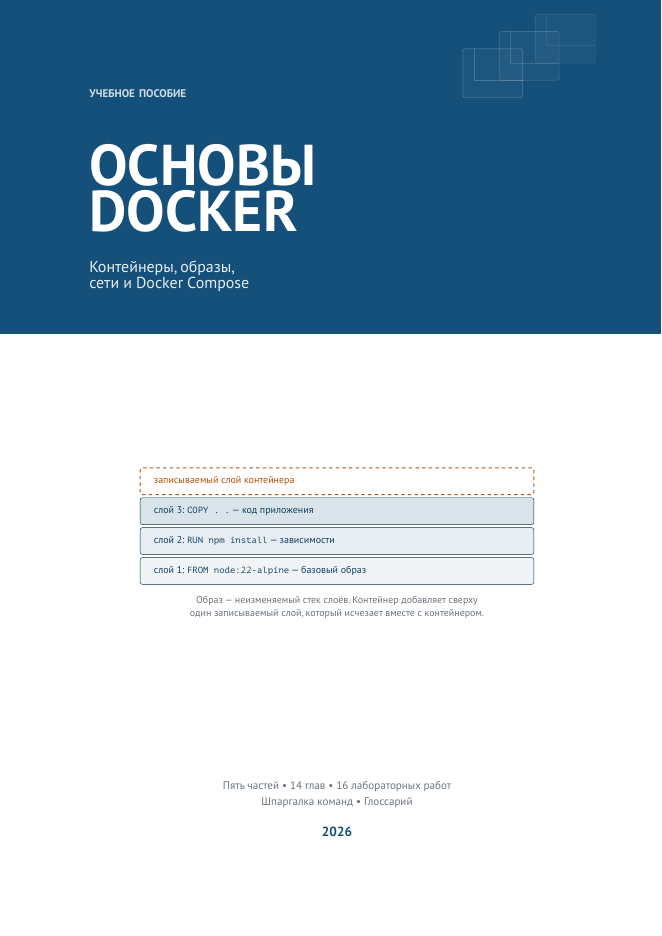 УЧЕБНОЕ ПОСОБИЕ
ОСНОВЫ
DOCKER
Контейнеры, образы,
сети и Docker Compose
записываемый слой контейнера
слой 3: COPY . . — код приложения
слой 2: RUN npm install — зависимости
слой 1: FROM node:22-alpine — базовый образ
Образ — неизменяемый стек слоёв. Контейнер добавляет сверху
один записываемый слой, который исчезает вместе с контейнером.
Пять частей • 14 глав • 16 лабораторных работ
Шпаргалка команд • Глоссарий
2026